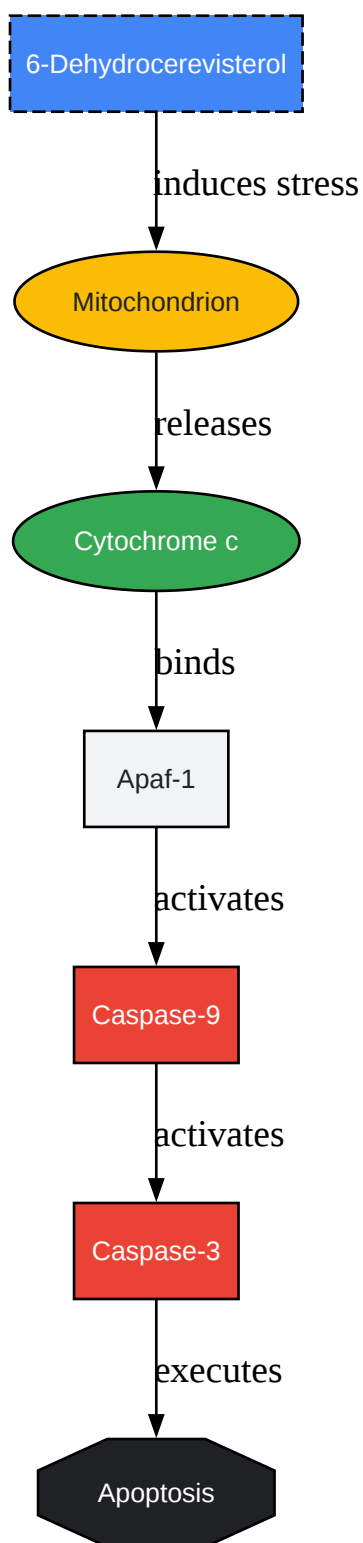 6-Dehydrocerevisterol
induces stress
Mitochondrion
releases
Cytochrome c
binds
Apaf-1
activates
Caspase-9
activates
Caspase-3
executes
Apoptosis